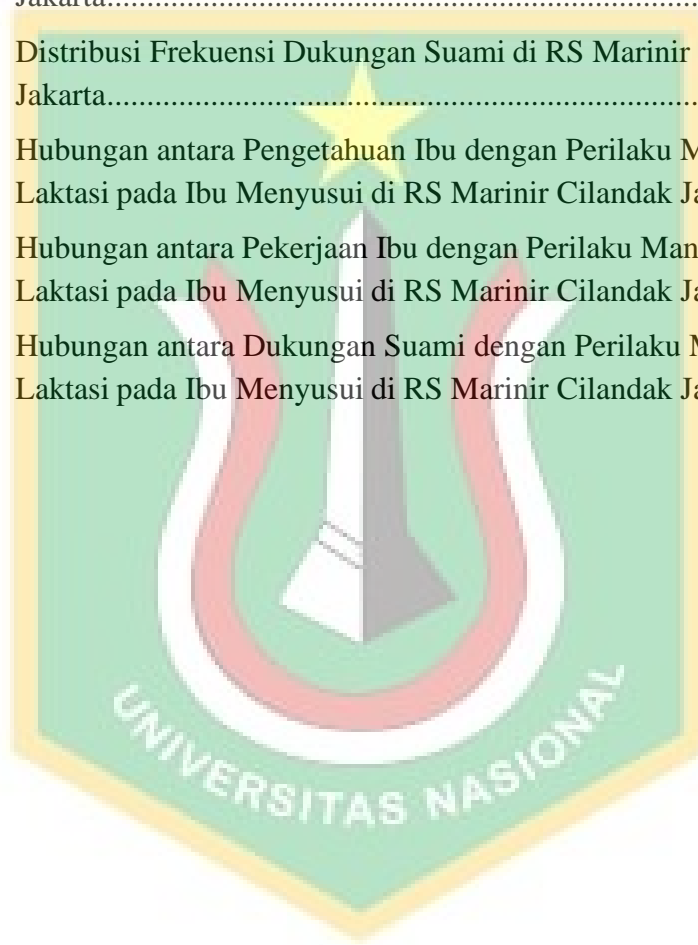 Jakarta..........................................................................
Distribusi Frekuensi Dukungan Suami di RS Marinir
Jakarta..........................................................................
Hubungan antara Pengetahuan Ibu dengan Perilaku
Laktasi pada Ibu Menyusui di RS Marinir Cilandak
Hubungan antara Pekerjaan Ibu dengan Perilaku
Laktasi pada Ibu Menyusui di RS Marinir Cilandak
Hubungan antara Dukungan Suami dengan Perilaku
Laktasi pada Ibu Menyusui di RS Marinir Cilandak
UNIVERSITAS NASIONAL